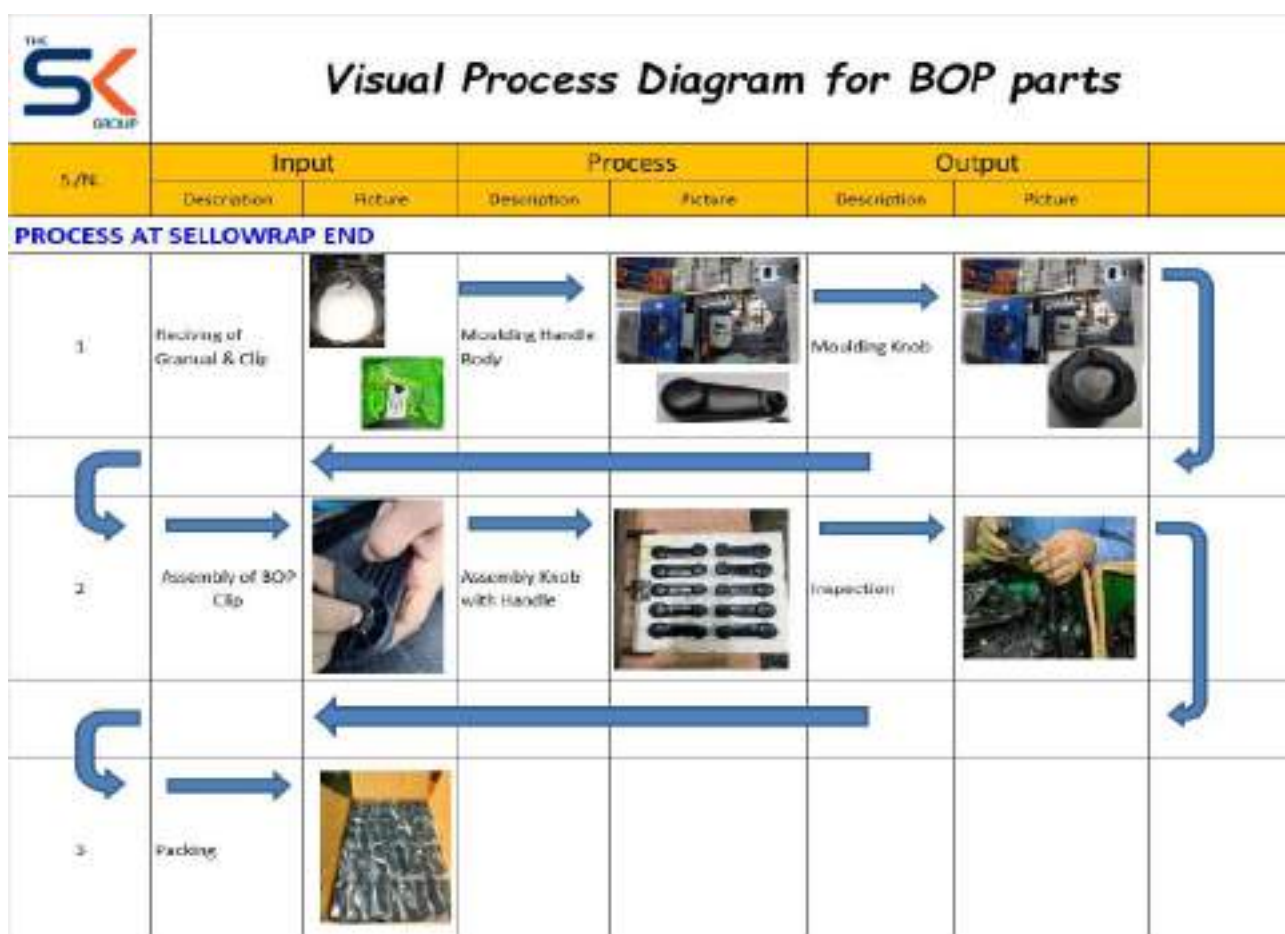 THE
SK
GROUP
Visual Process Diagram for BOP parts
S./N.
Input
Process
Output
Description
Picture
Description
Picture
Description
Picture
PROCESS AT SELLOWRAP END
1
Reciving of
Granual & Clip
Moulding Handle
Body
Moulding Knob
2
Assembly of BOP
Clip
Assembly Knob
with Handle
Inspection
3
Packing